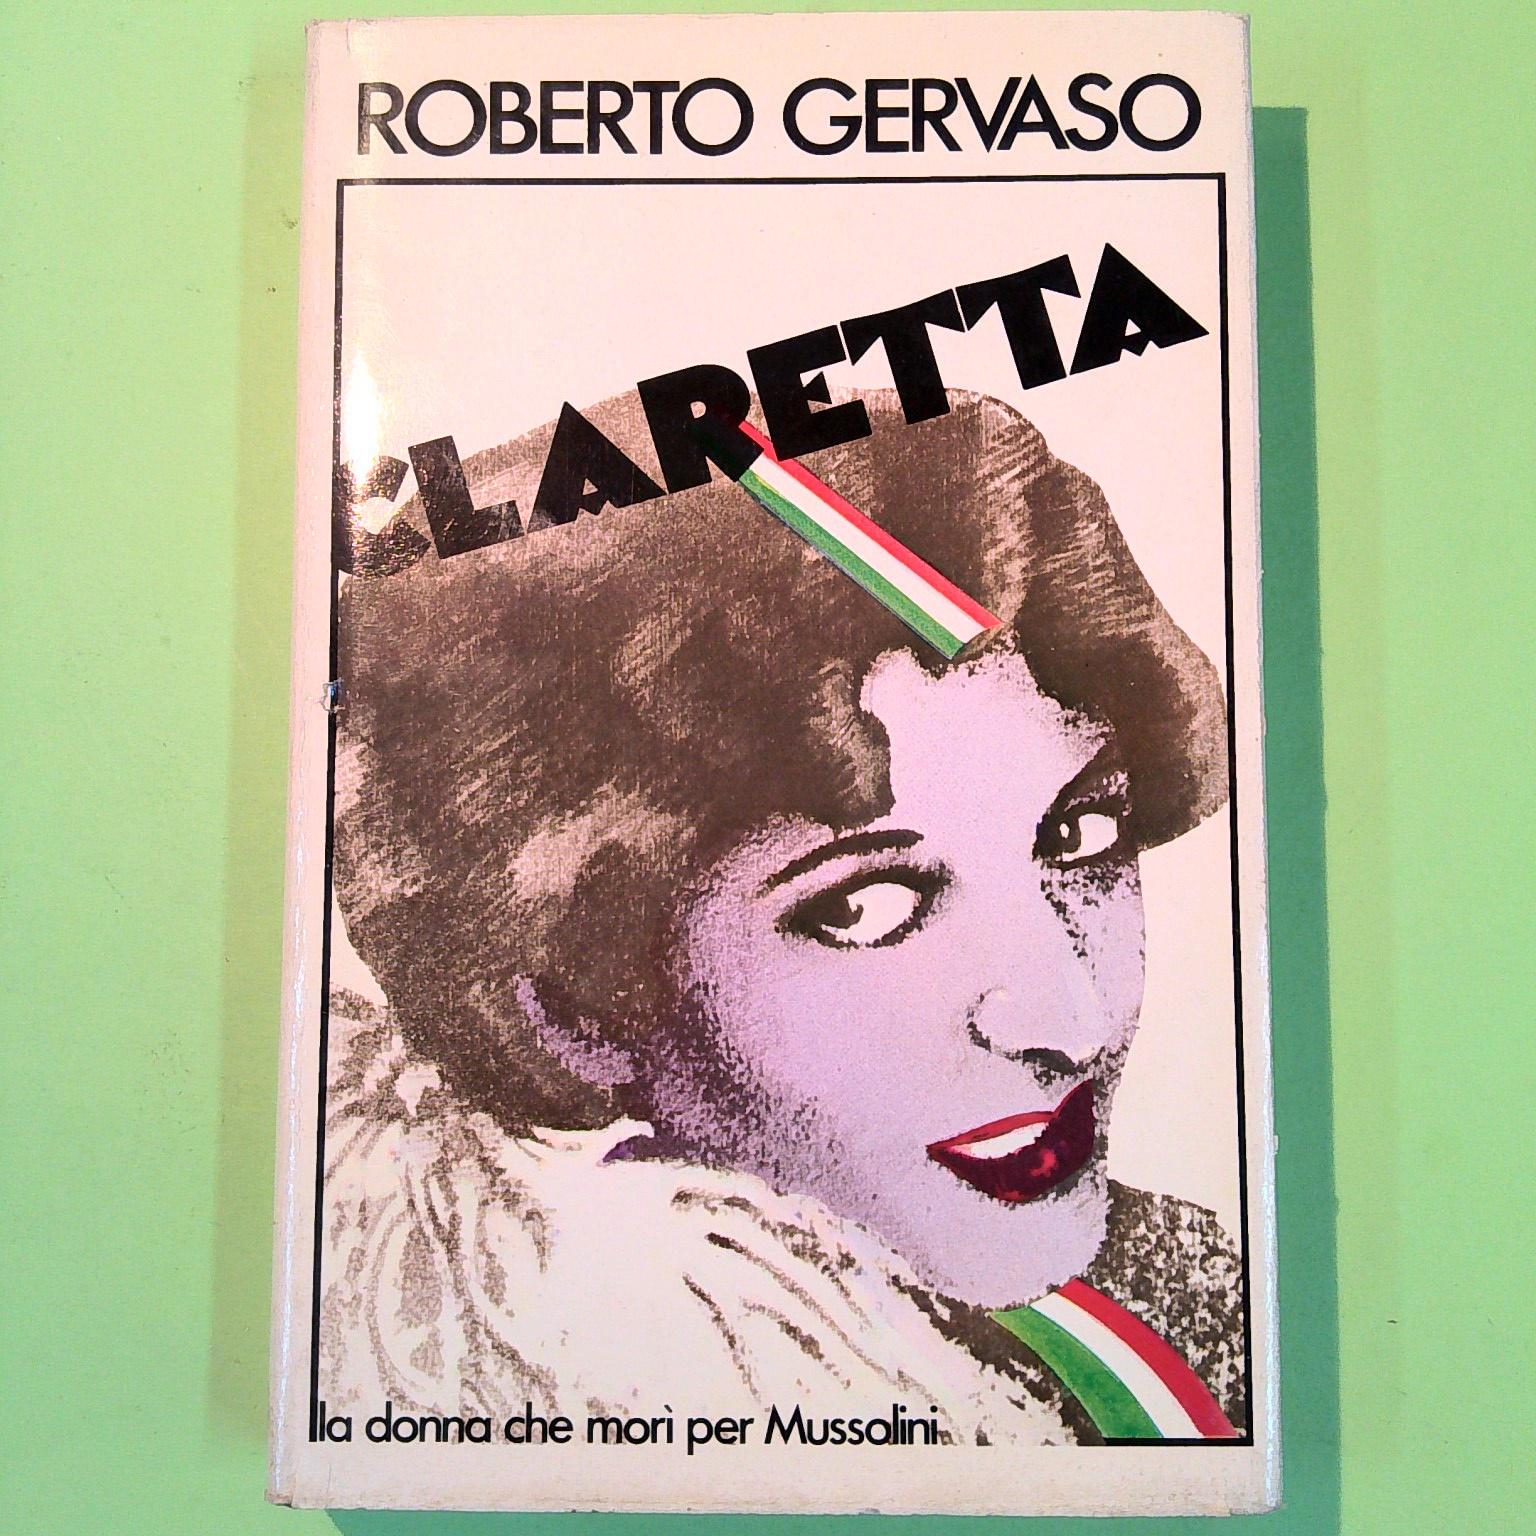 ROBERTO GERVASO
CLARETTA
la donna che morì per Mussolini